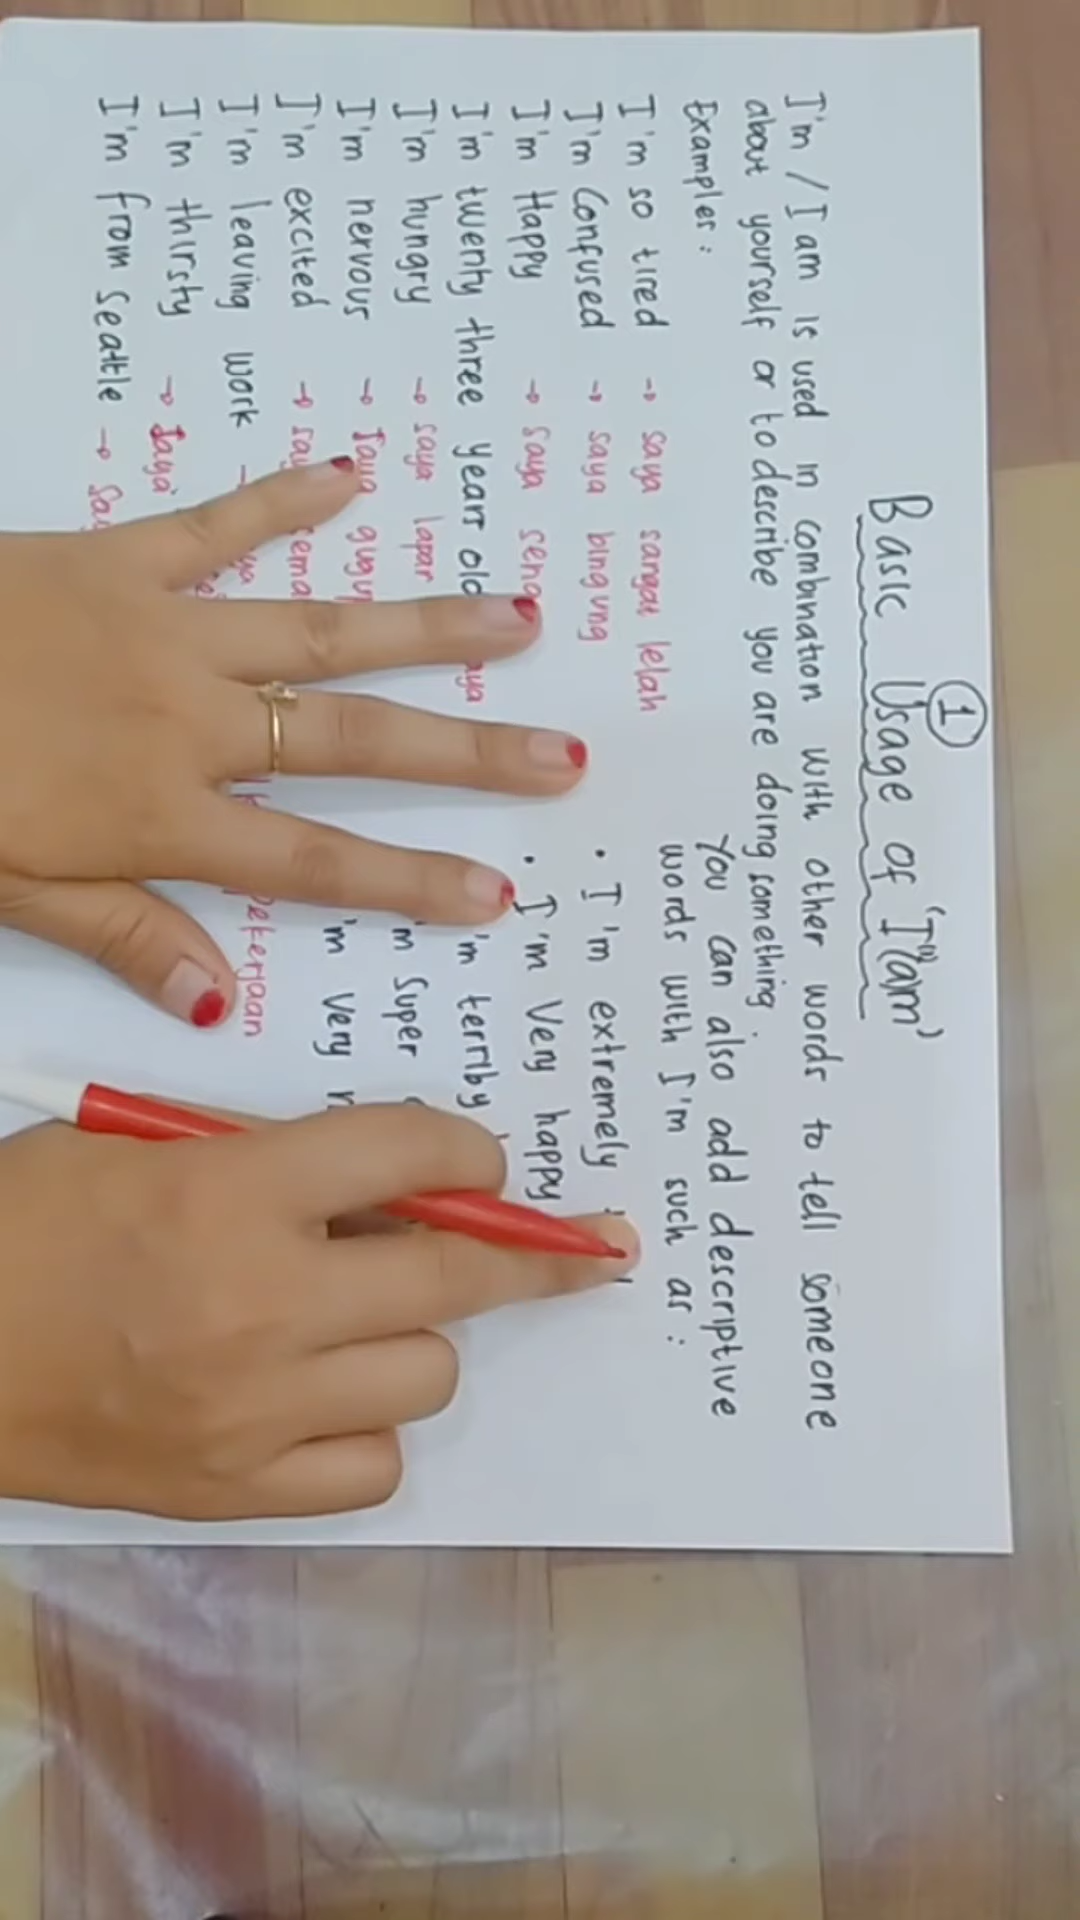 1
Basic Usage of 'I'm'
I'm / I am is used in combination with other words to tell someone
about yourself or to describe you are doing something.
Examples :
You can also add descriptive
words with I'm such as :
I'm so tired → saya sangat lelah
I'm Confused → saya bingung
I'm Happy → saya
I'm twenty three years old
I'm hungry → saya lapar
I'm nervous → saya
I'm excited →
I'm leaving work →
I'm thirsty → saya
I'm from Seattle →
• I'm extremely
• I'm Very happy
'm terriby
'm Super
'm very
Pekerjaan